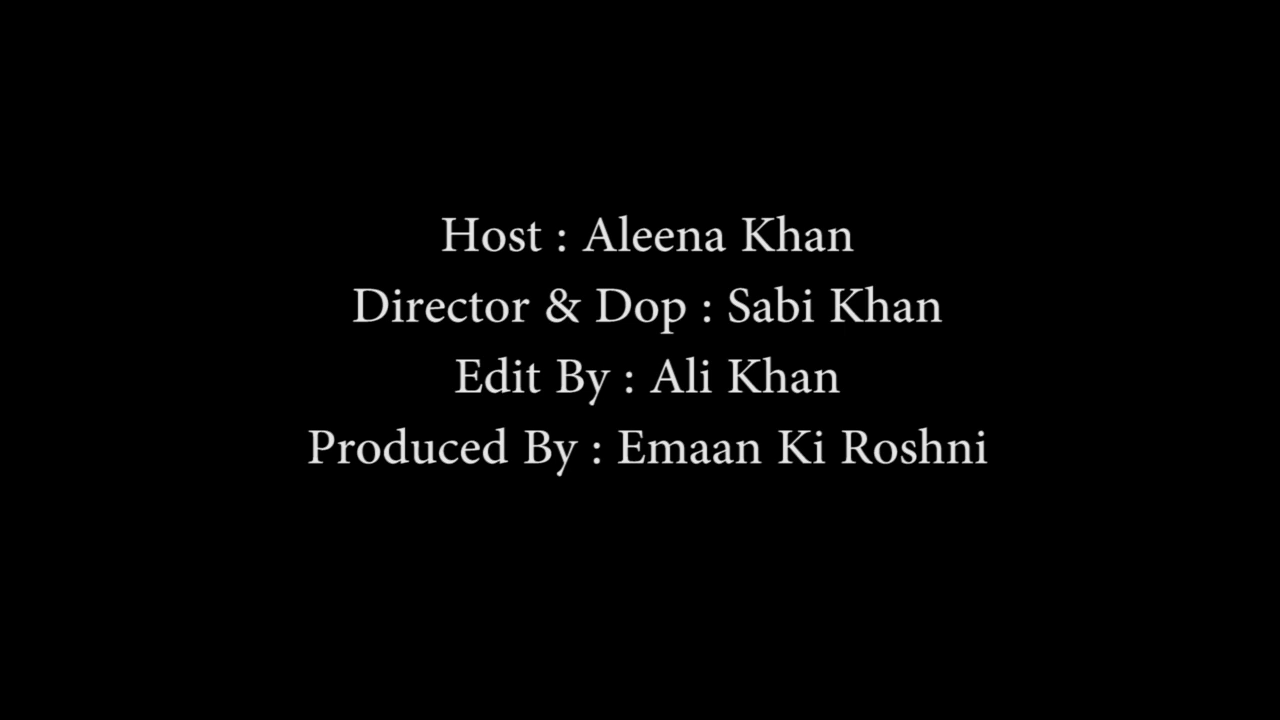 Host : Aleena Khan
Director & Dop : Sabi Khan
Edit By : Ali Khan
Produced By : Emaan Ki Roshni